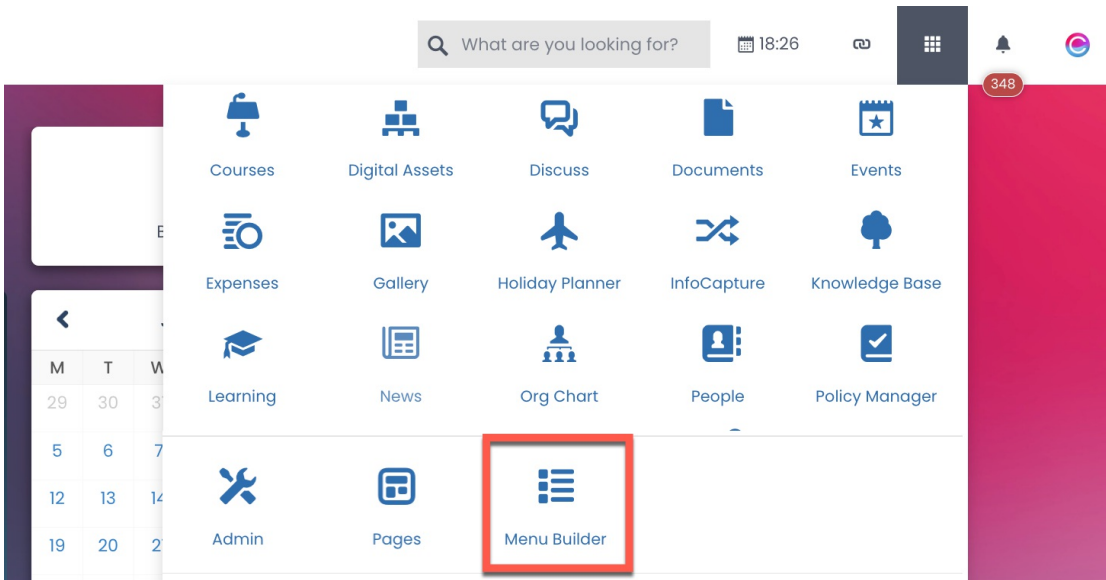 What are you looking for?
18:26
348
Courses
Digital Assets
Discuss
Documents
Events
Expenses
Gallery
Holiday Planner
InfoCapture
Knowledge Base
Learning
News
Org Chart
People
Policy Manager
M T W
29 30
5 6 7
12 13
19 20
Admin
Pages
Menu Builder